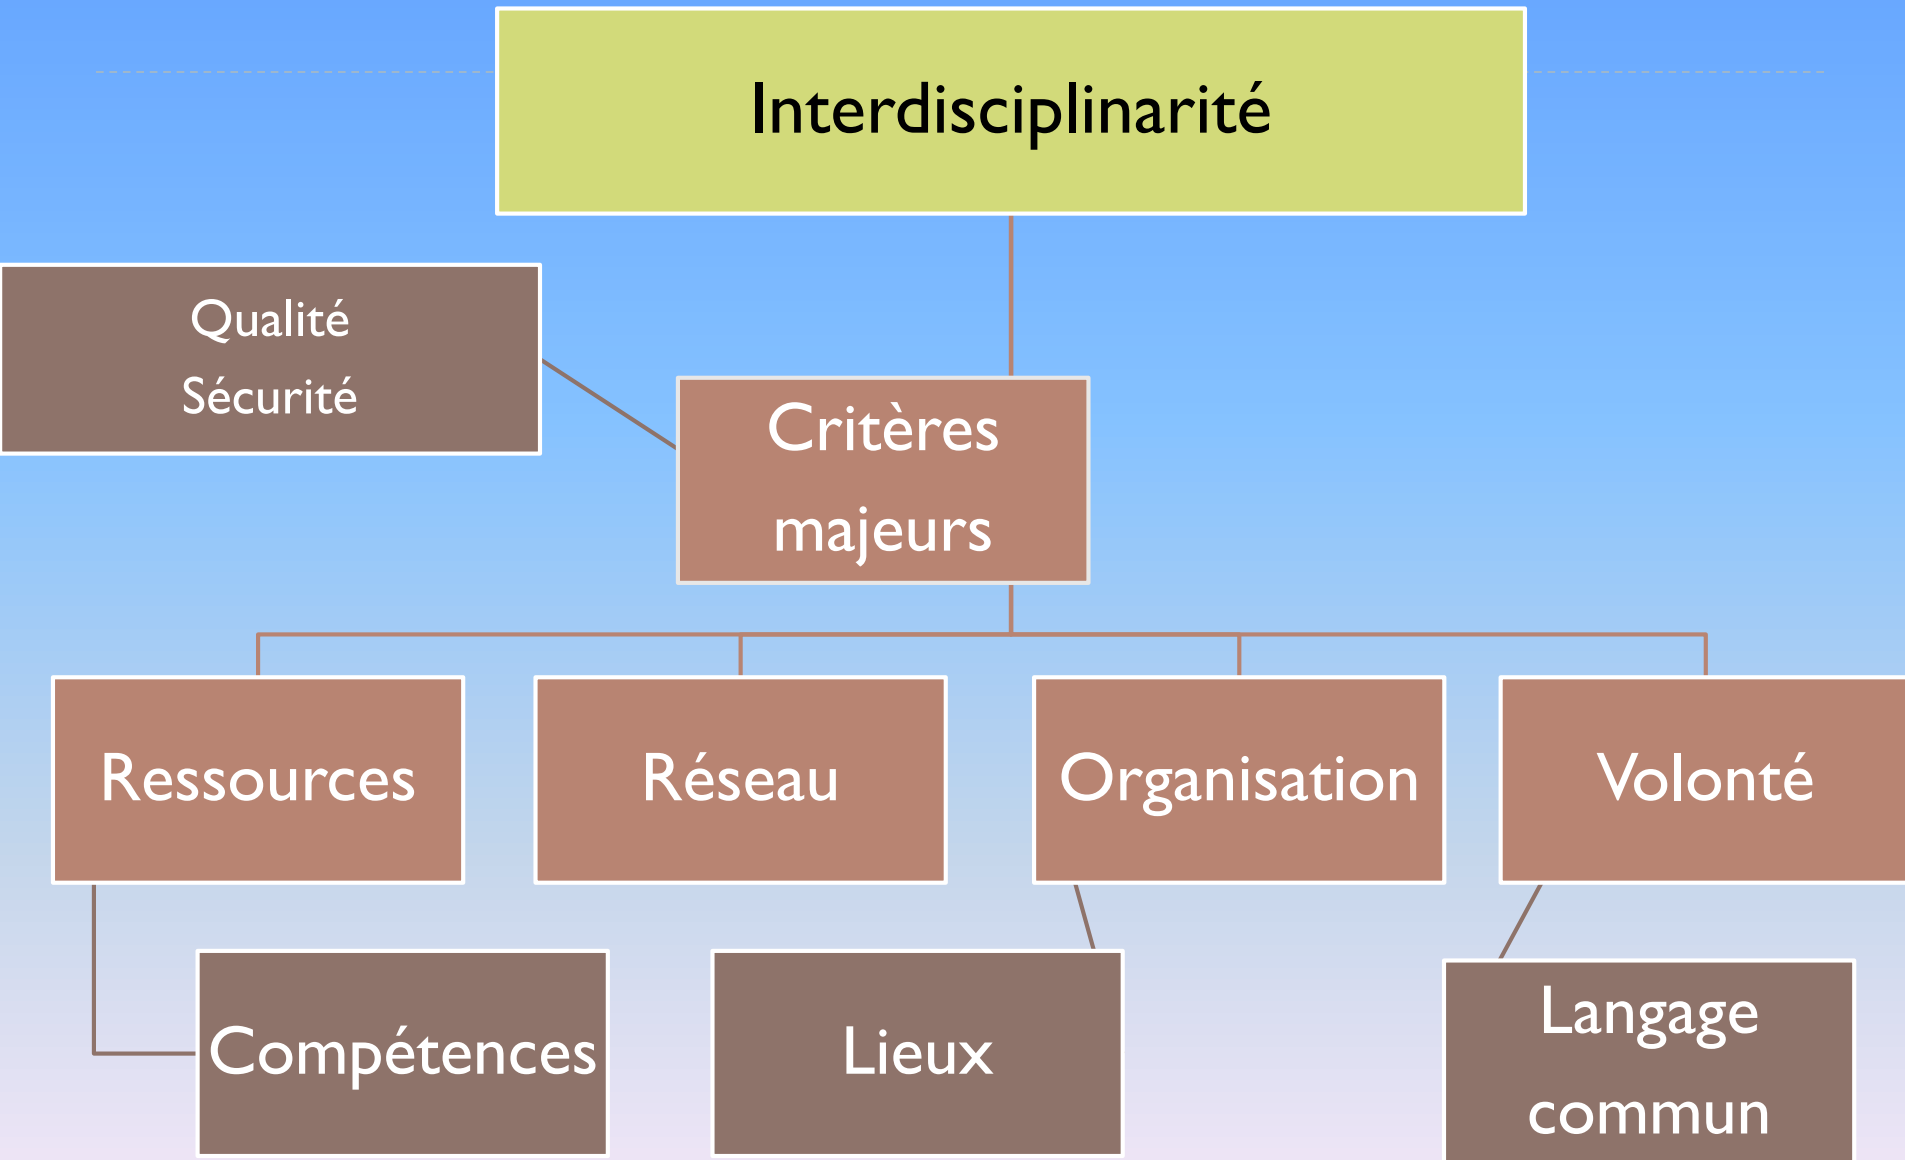 Interdisciplinarité
Qualité
Sécurité
Critères
majeurs
Ressources
Réseau
Organisation
Volonté
Compétences
Lieux
Langage
commun